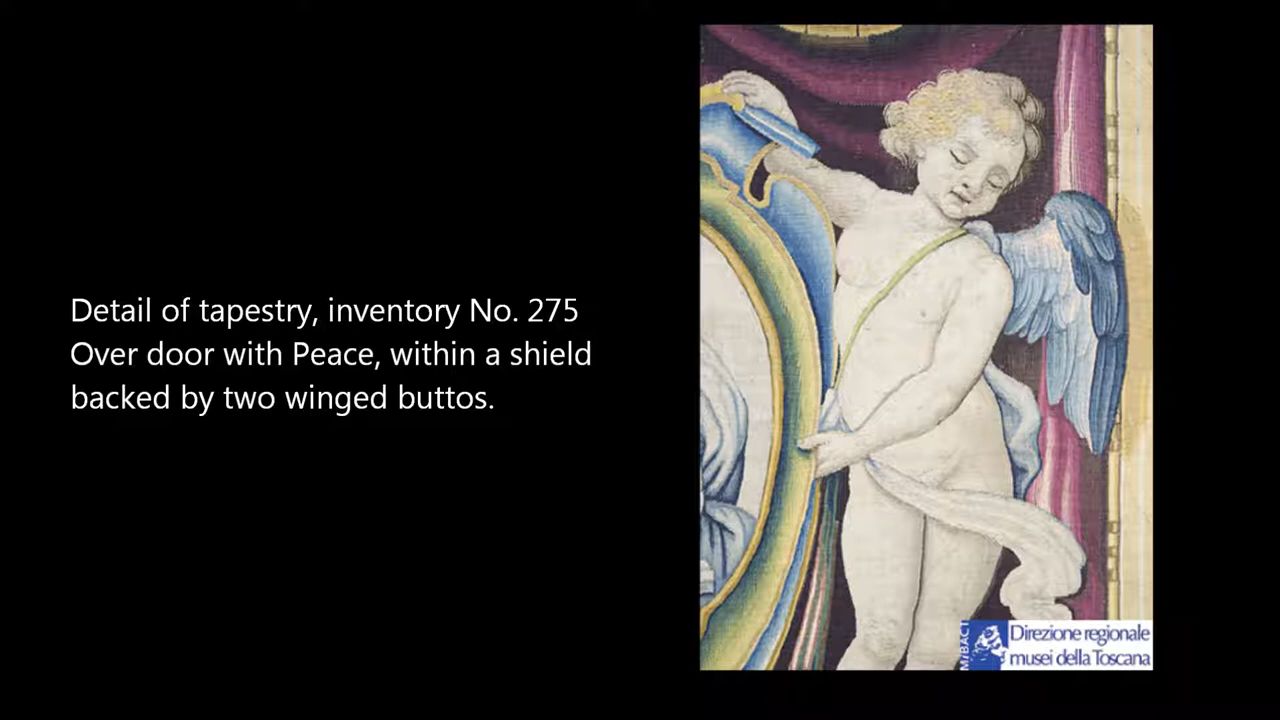 Detail of tapestry, inventory No. 275
Over door with Peace, within a shield
backed by two winged buttos.
MiBACT
Direzione regionale
musei della Toscana